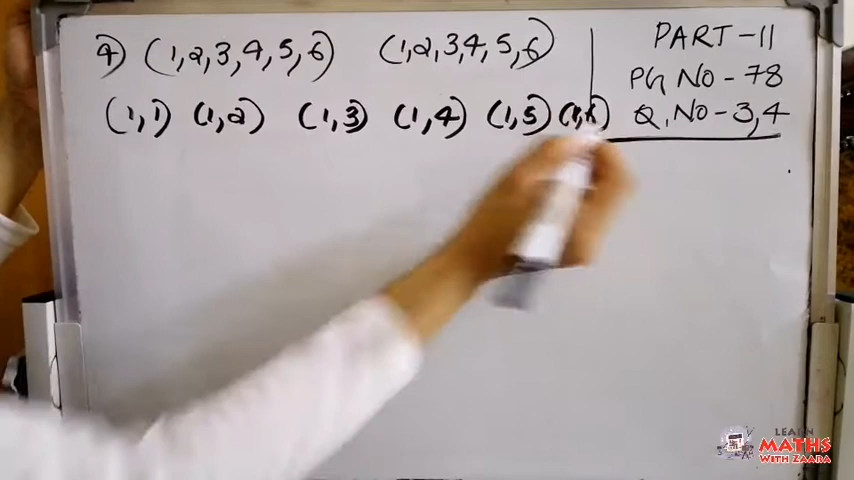 4) (1,2,3,4,5,6) (1,2,3,4,5,6)
(1,1) (1,2) (1,3) (1,4) (1,5)
PART-11
PG NO-78
Q.NO-3,4
LEARN
MATHS
WITH ZAARA